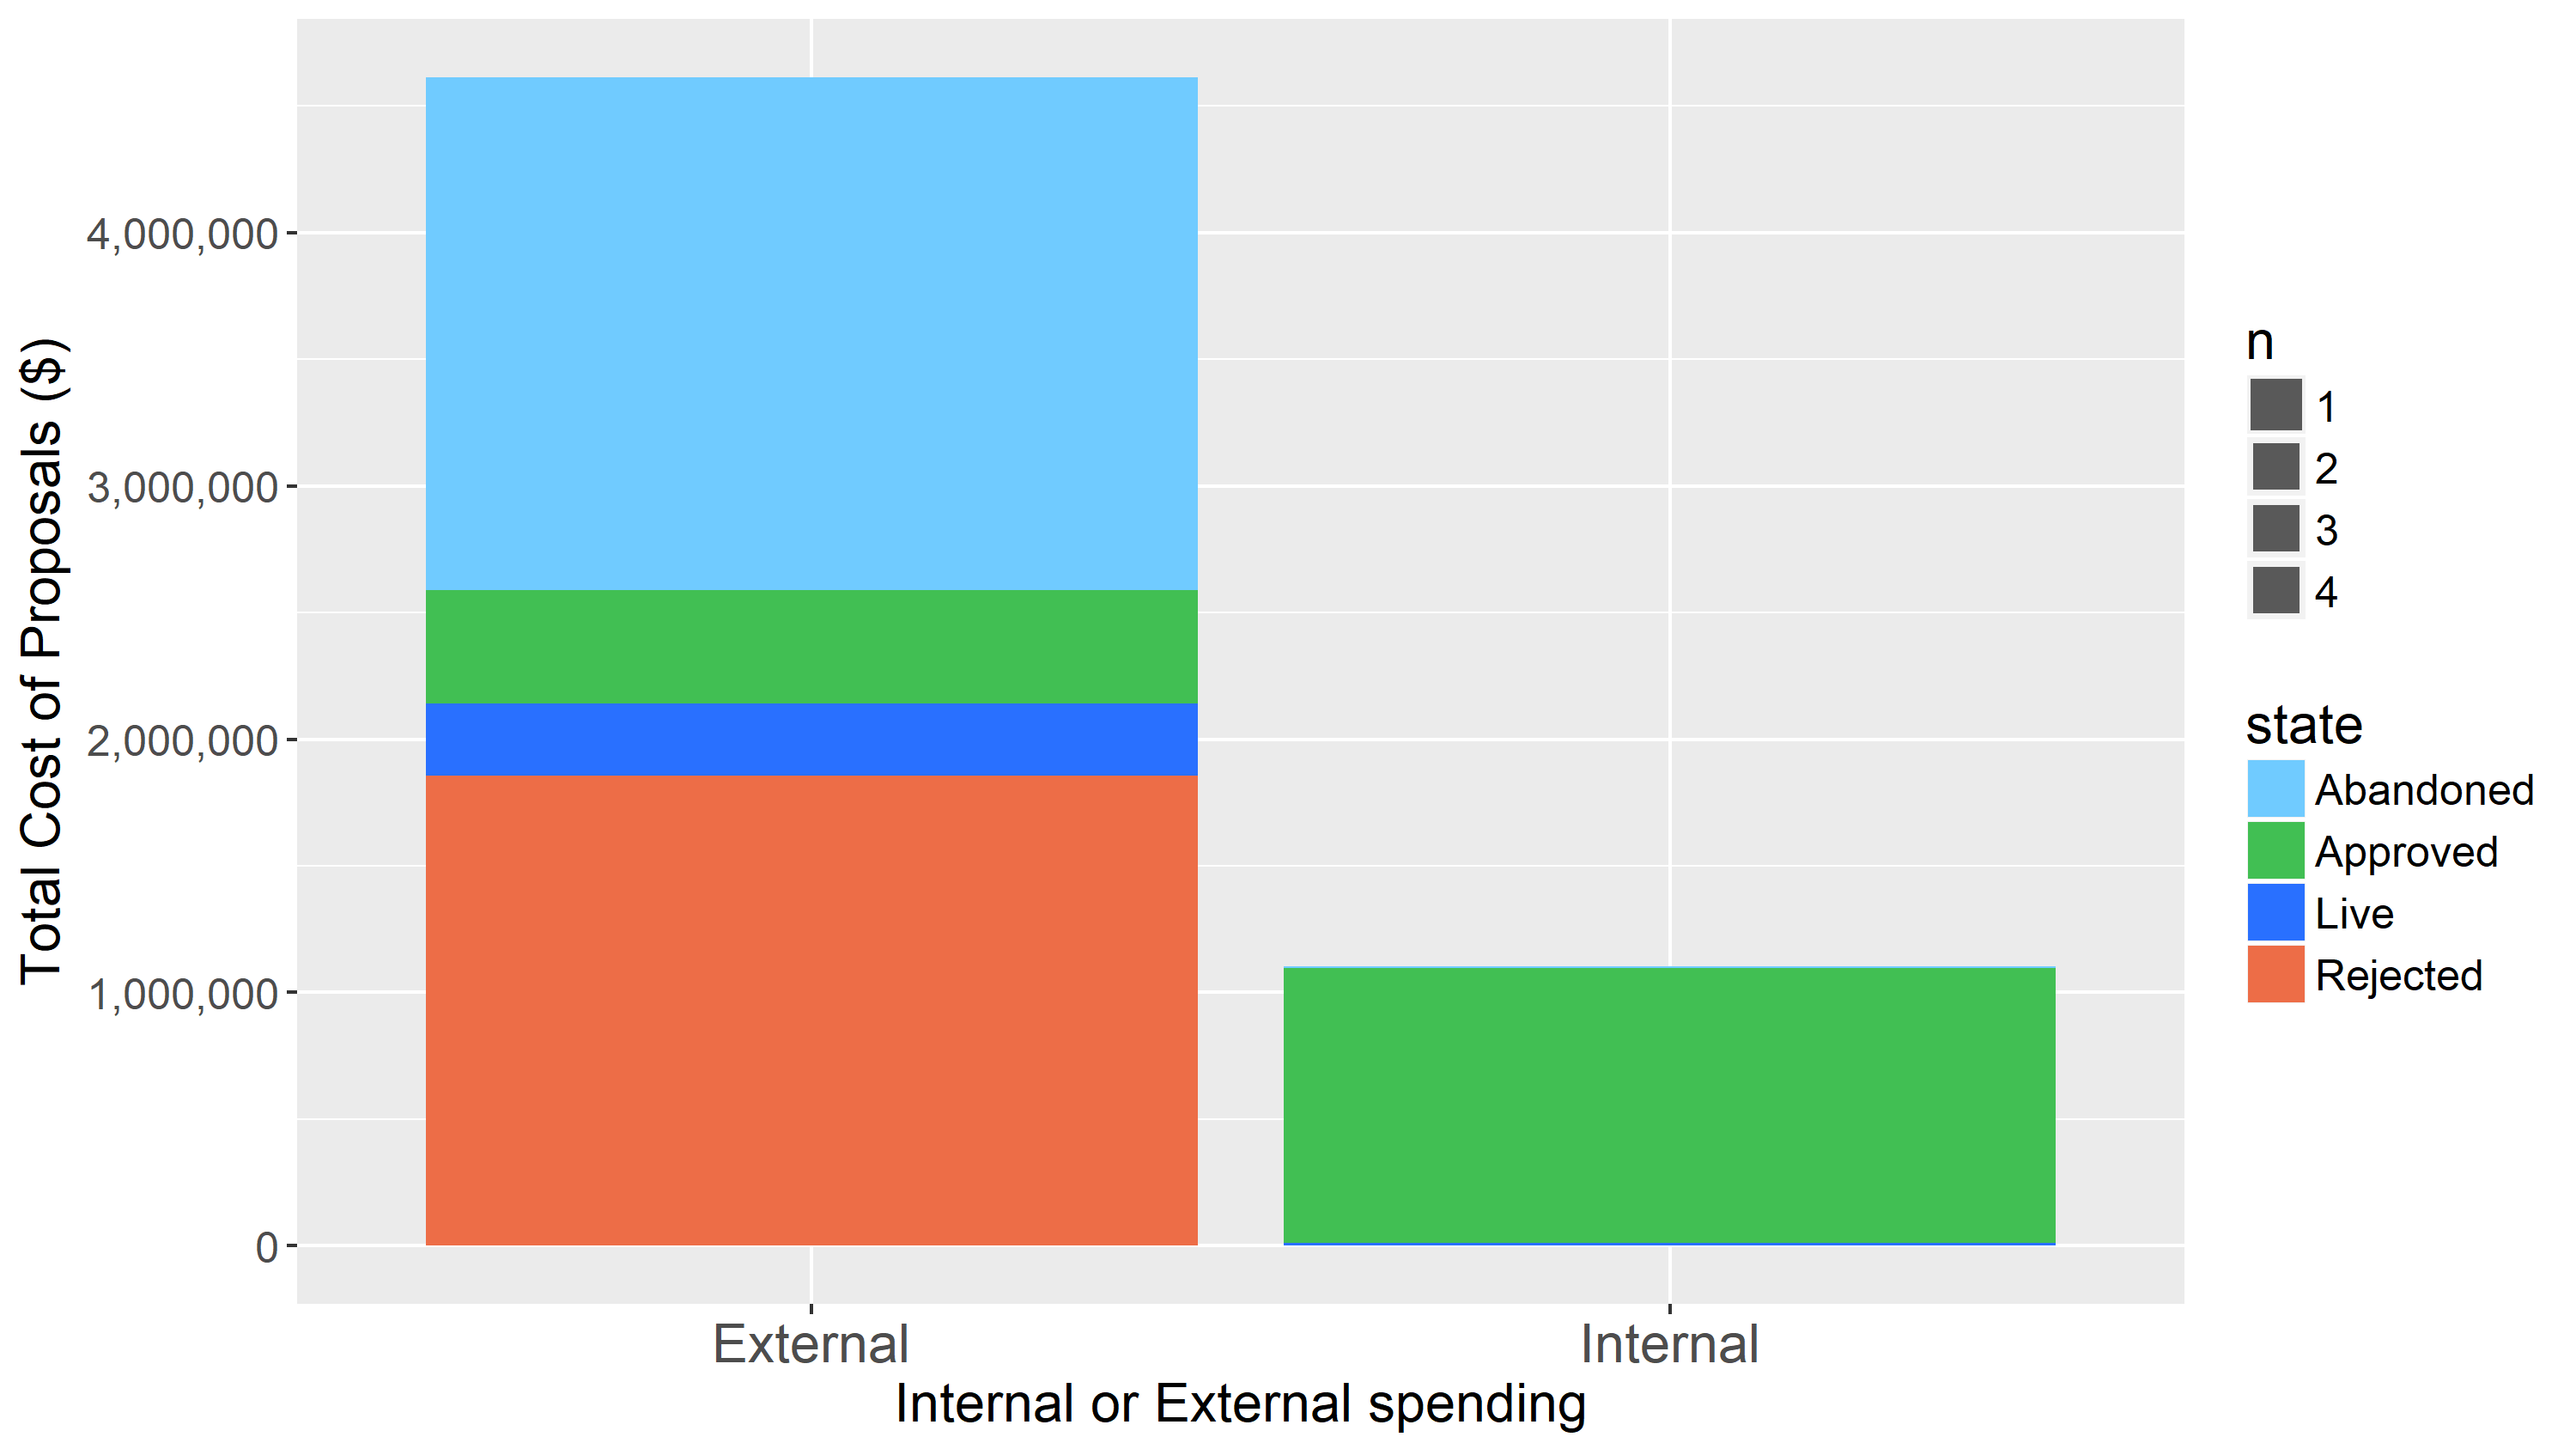 Total Cost of Proposals ($)
4,000,000
3,000,000
2,000,000
1,000,000
0
External
Internal
Internal or External spending
n
1
2
3
4
state
Abandoned
Approved
Live
Rejected